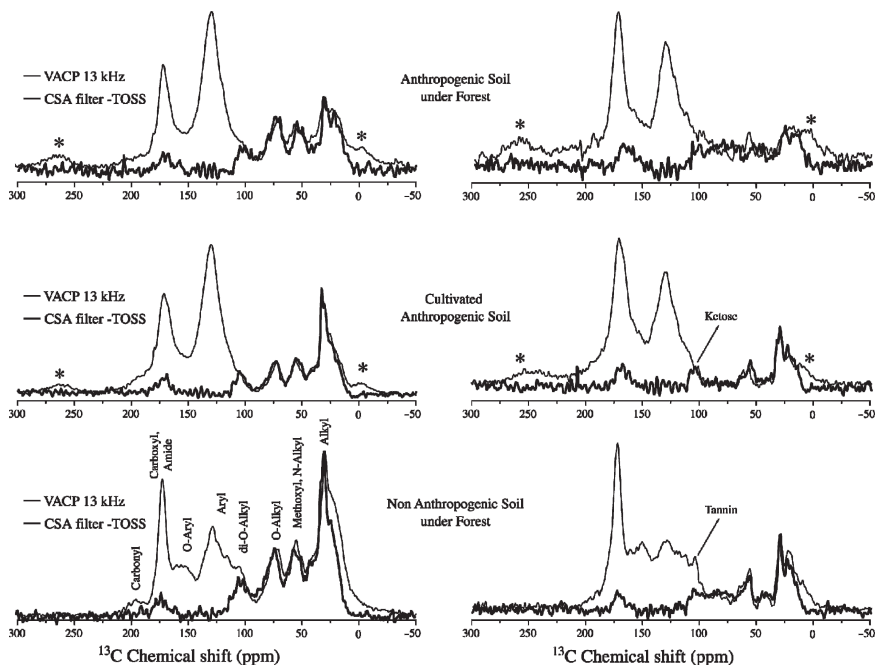 VACP 13 kHz
CSA filter -TOSS
*
*
300 250 200 150 100 50 0 -50
Anthropogenic Soil
under Forest
*
*
300 250 200 150 100 50 0 -50
VACP 13 kHz
CSA filter -TOSS
*
*
300 250 200 150 100 50 0 -50
Cultivated
Anthropogenic Soil
Ketose
*
*
300 250 200 150 100 50 0 -50
VACP 13 kHz
CSA filter -TOSS
Carbonyl
Carboxyl,
Amide
O-Aryl
Aryl
di-O-Alkyl
O-Alkyl
Methoxyl, N-Alkyl
Alkyl
300 250 200 150 100 50 0 -50
¹³C Chemical shift (ppm)
Non Anthropogenic Soil
under Forest
Tannin
300 250 200 150 100 50 0 -50
¹³C Chemical shift (ppm)